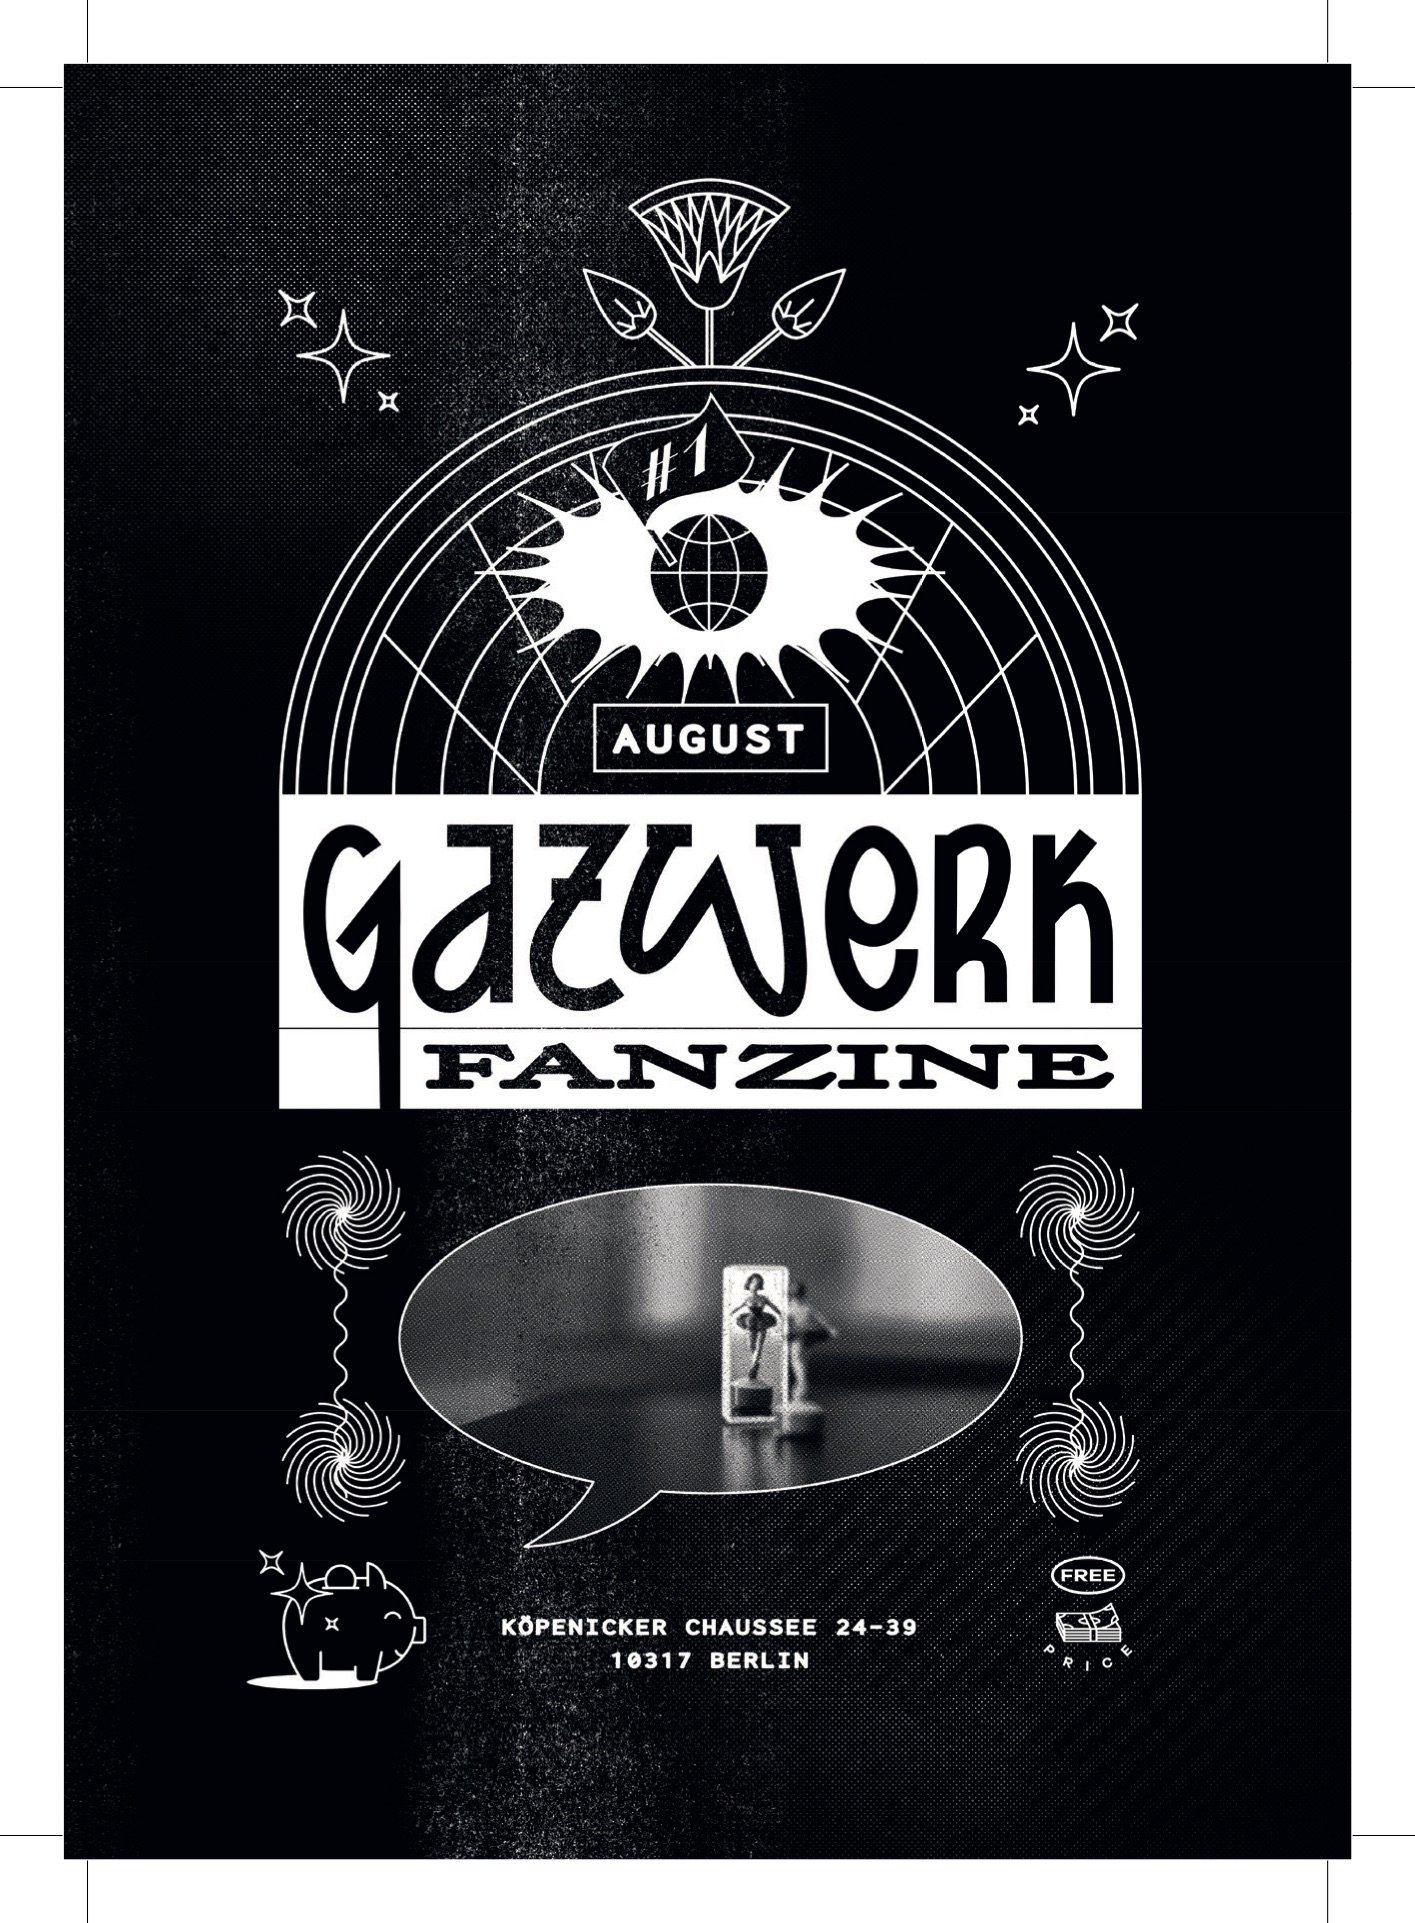 #1
AUGUST
Gazwerk
FANZINE
FREE
PRICE
KÖPENICKER CHAUSSEE 24-39
10317 BERLIN